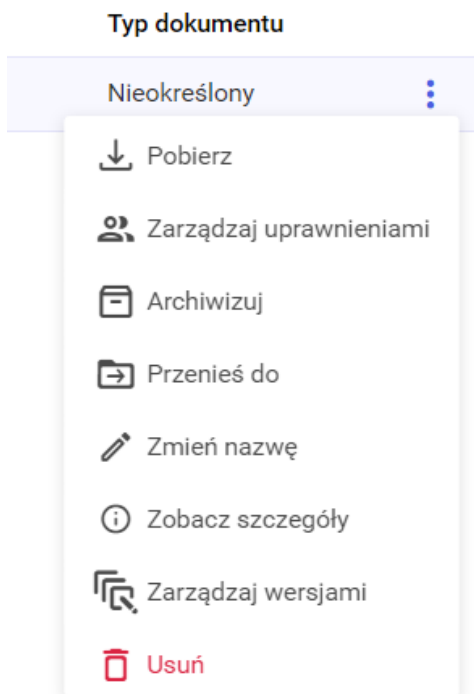 Typ dokumentu
Nieokreślony
Pobierz
Zarządzaj uprawnieniami
Archiwizuj
Przenieś do
Zmień nazwę
Zobacz szczegóły
Zarządzaj wersjami
Usuń